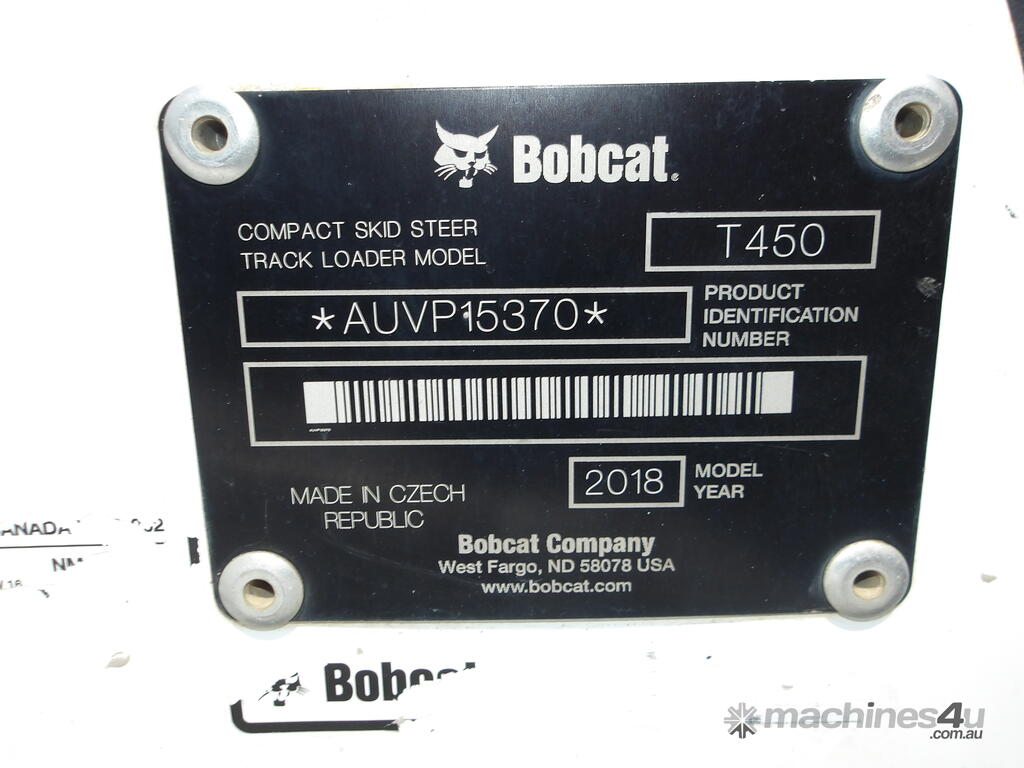 Bobcat.
COMPACT SKID STEER
TRACK LOADER MODEL
T450
*AUVP15370*
PRODUCT
IDENTIFICATION
NUMBER
2018
MODEL
YEAR
MADE IN CZECH
REPUBLIC
Bobcat Company
West Fargo, ND 58078 USA
www.bobcat.com
Bobcat
machines4u
.com.au